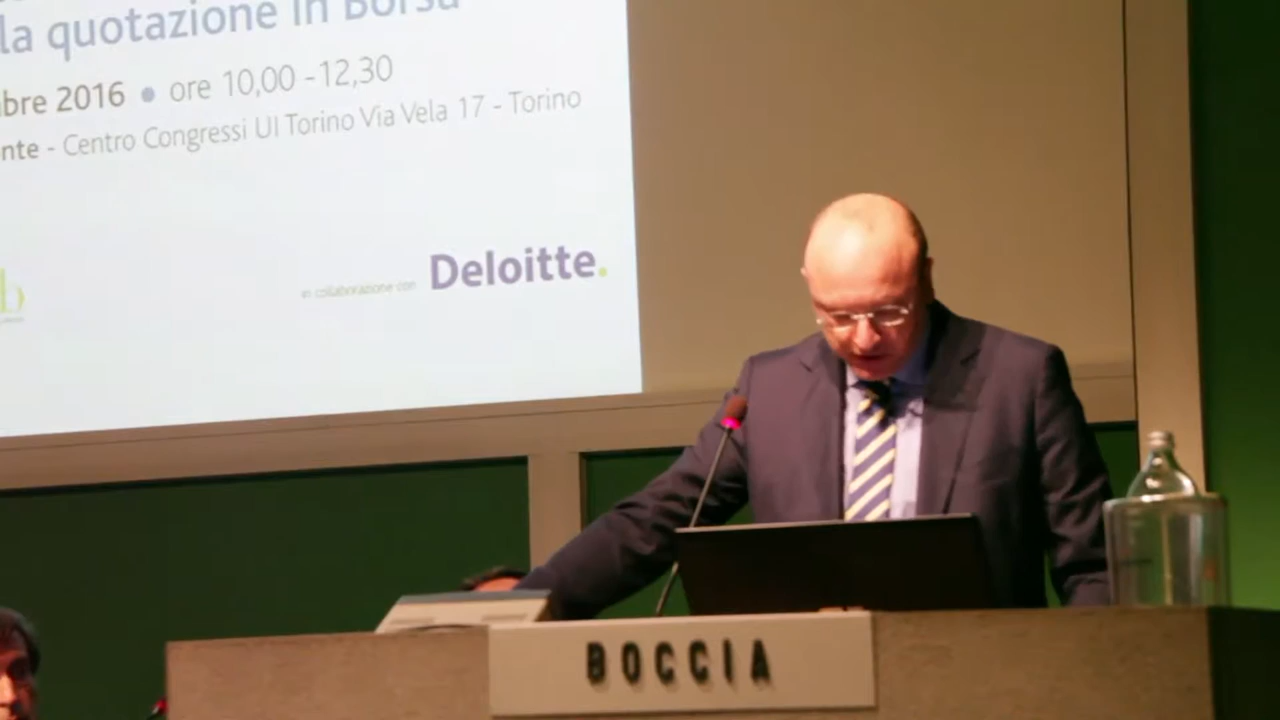 la quotazione in Borsa
bre 2016 • ore 10,00 -12,30
nte - Centro Congressi UI Torino Via Vela 17 - Torino
b
in collaborazione con Deloitte.
BOCCIA